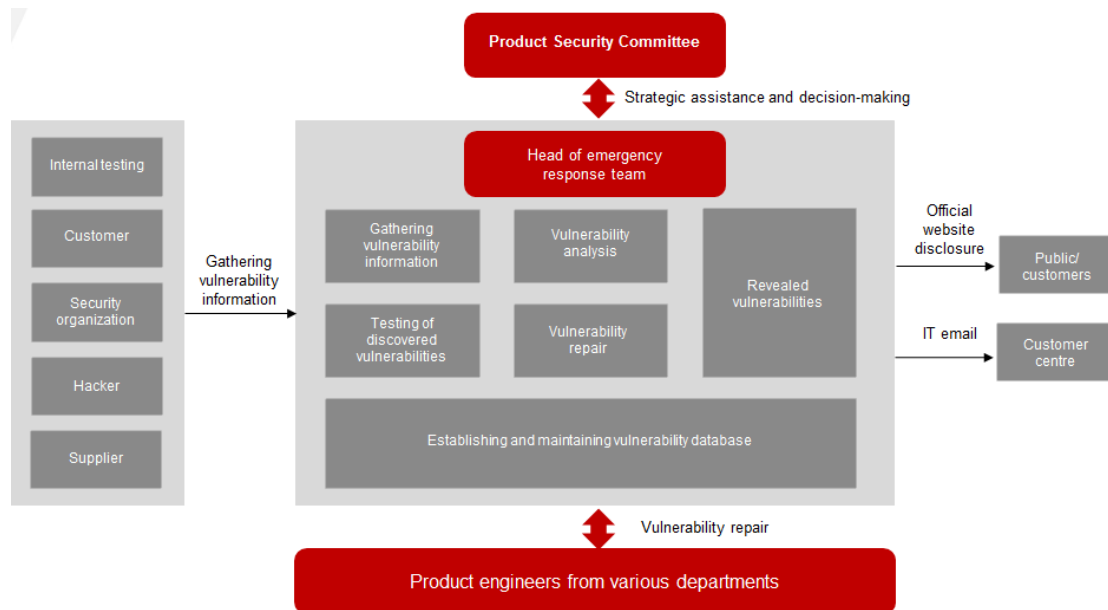 Product Security Committee
Strategic assistance and decision-making
Internal testing
Customer
Security
organization
Hacker
Supplier
Gathering
vulnerability
information
Head of emergency
response team
Gathering
vulnerability
information
Vulnerability
analysis
Revealed
vulnerabilities
Testing of
discovered
vulnerabilities
Vulnerability
repair
Establishing and maintaining vulnerability database
Official
website
disclosure
Public/
customers
IT email
Customer
centre
Vulnerability repair
Product engineers from various departments